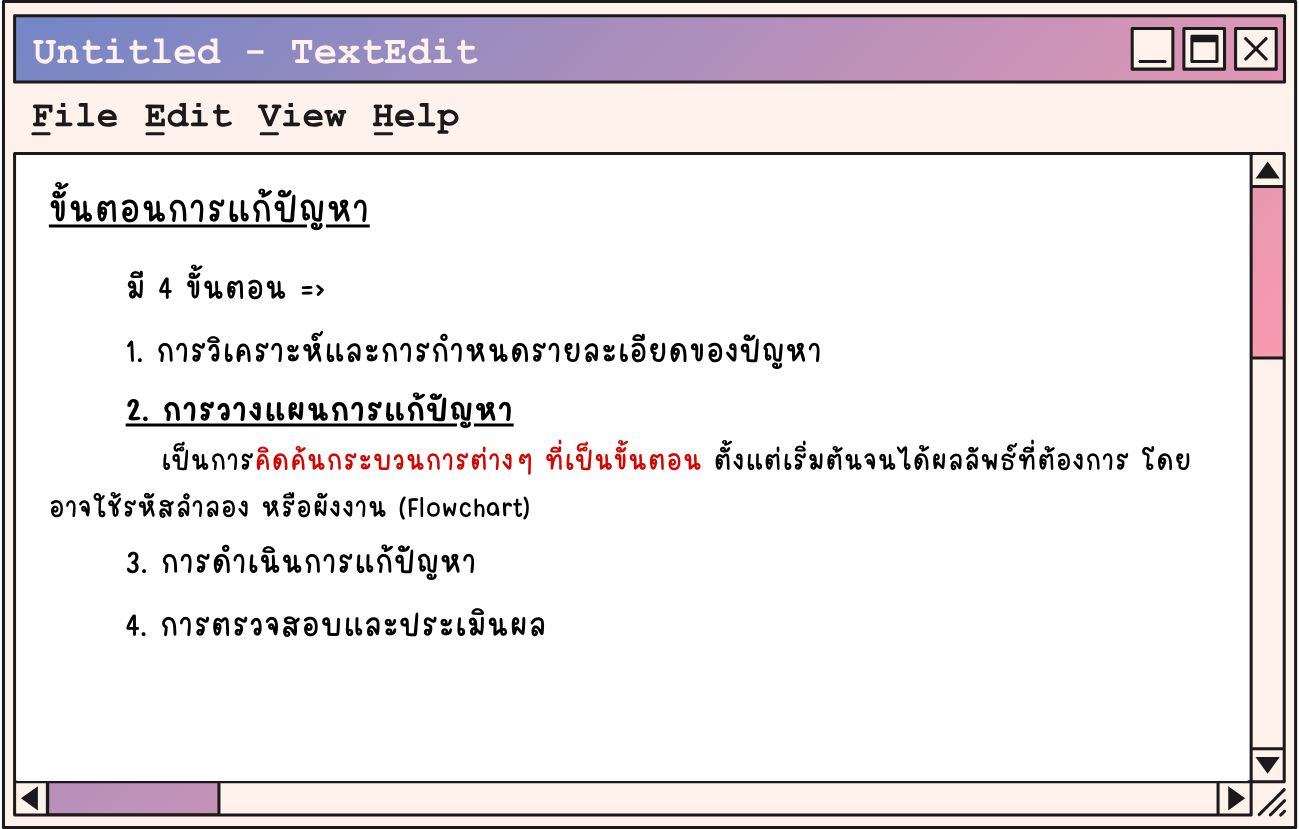 Untitled - TextEdit
File Edit View Help
ขั้นตอนการแก้ปัญหา
มี 4 ขั้นตอน =>
1. การวิเคราะห์และการกำหนดรายละเอียดของปัญหา
2. การวางแผนการแก้ปัญหา
เป็นการคิดค้นกระบวนการต่างๆ ที่เป็นขั้นตอน ตั้งแต่เริ่มต้นจนได้ผลลัพธ์ที่ต้องการ โดย
อาจใช้รหัสลำลอง หรือผังงาน (Flowchart)
3. การดำเนินการแก้ปัญหา
4. การตรวจสอบและประเมินผล